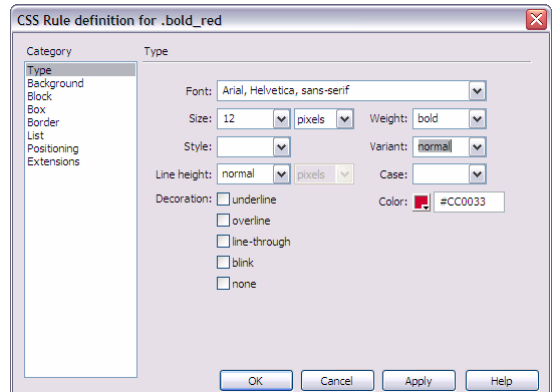 CSS Rule definition for .bold_red
Category
Type
Background
Block
Box
Border
List
Positioning
Extensions
Type
Font: Arial, Helvetica, sans-serif
Size: 12 pixels Weight: bold
Style: Variant: normal
Line height: normal pixels Case:
Decoration: underline Color: #CC0033
overline
line-through
blink
none
OK Cancel Apply Help